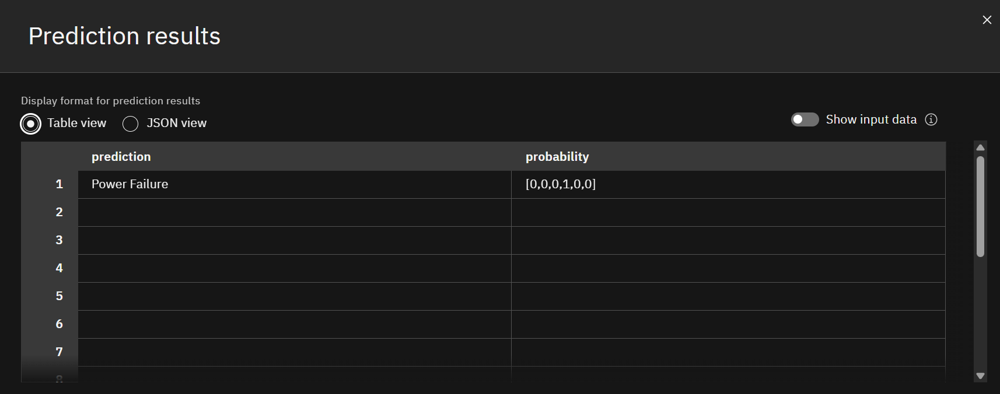 Prediction results
Display format for prediction results
Table view JSON view Show input data
prediction probability
1 Power Failure [0,0,0,1,0,0]
2
3
4
5
6
7
8